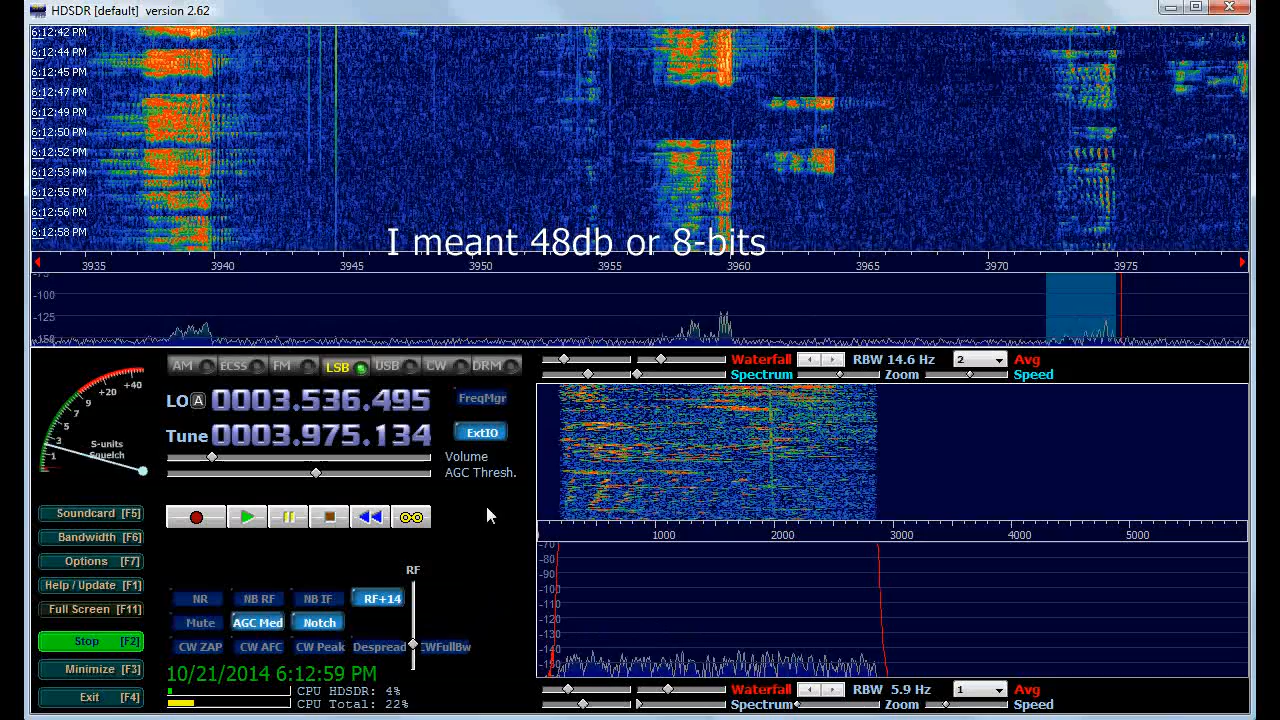 HDSDR [default] version 2.62
6:12:42 PM
6:12:44 PM
6:12:45 PM
6:12:47 PM
6:12:49 PM
6:12:50 PM
6:12:52 PM
6:12:53 PM
6:12:55 PM
6:12:56 PM
6:12:58 PM
I meant 48db or 8-bits
3935 3940 3945 3950 3955 3960 3965 3970 3975
-100
-125
AM ECSS FM LSB USB CW DRM
Waterfall RBW 14.6 Hz 2 Avg
Spectrum Zoom Speed
+20 +40
9
7
5
3
1
S-units
Squelch
LO A 0003.536.495 FreqMgr
Tune 0003.975.134 ExtIO
Volume
AGC Thresh.
Soundcard [F5]
Bandwidth [F6]
Options [F7]
Help / Update [F1]
Full Screen [F11]
Stop [F2]
Minimize [F3]
Exit [F4]
RF
NR NB RF NB IF RF+14
Mute AGC Med Notch
CW ZAP CW AFC CW Peak Despread CWFullBw
10/21/2014 6:12:59 PM
CPU HDSDR: 4%
CPU Total: 22%
1000 2000 3000 4000 5000
-70
-80
-90
-100
-110
-120
-130
-140
Waterfall RBW 5.9 Hz 1 Avg
Spectrum Zoom Speed